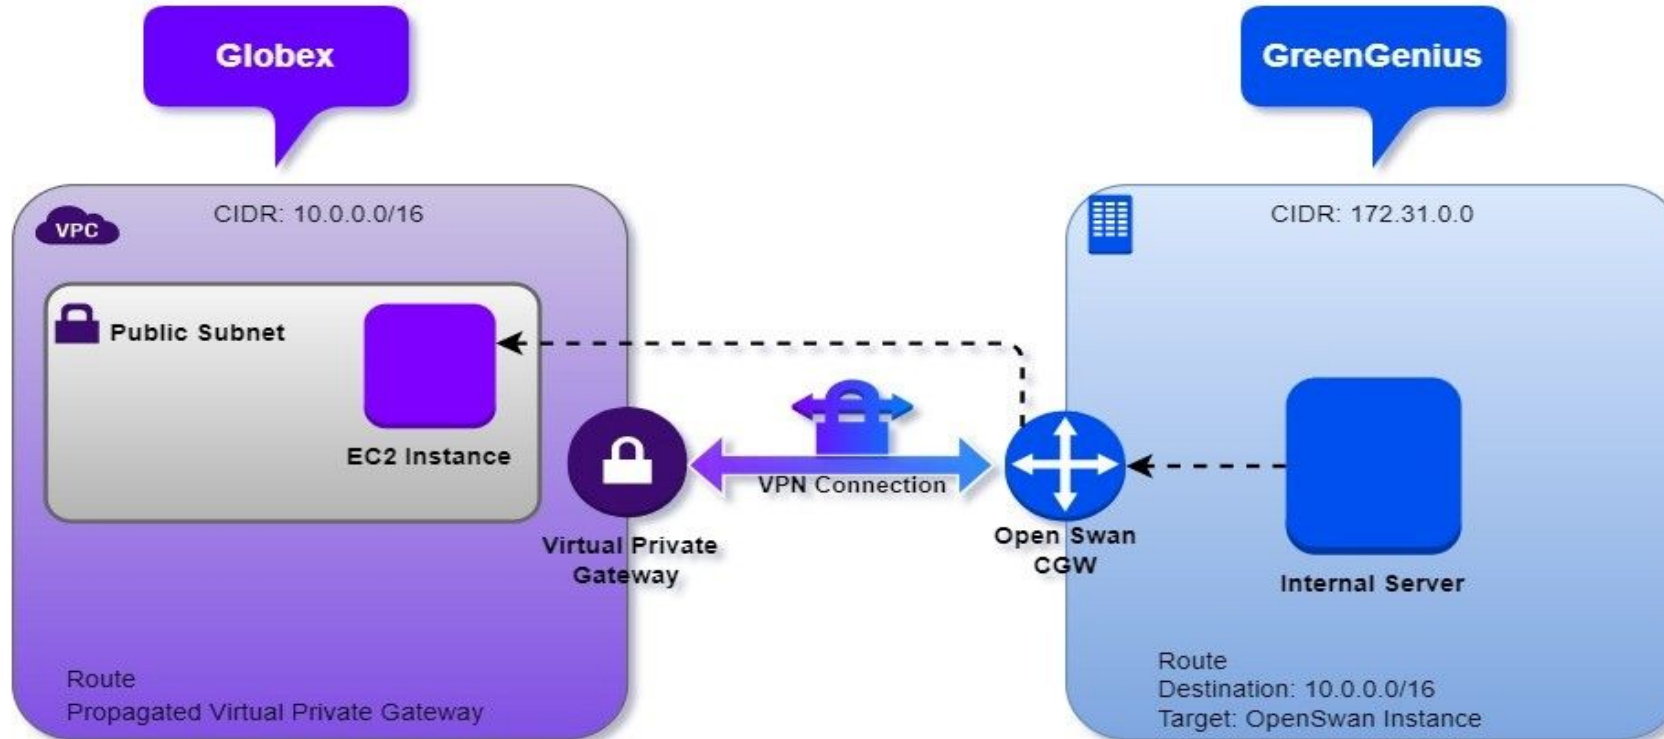 Globex
GreenGenius
VPC
CIDR: 10.0.0.0/16
CIDR: 172.31.0.0
Public Subnet
EC2 Instance
VPN Connection
Virtual Private
Gateway
Open Swan
CGW
Internal Server
Route
Propagated Virtual Private Gateway
Route
Destination: 10.0.0.0/16
Target: OpenSwan Instance